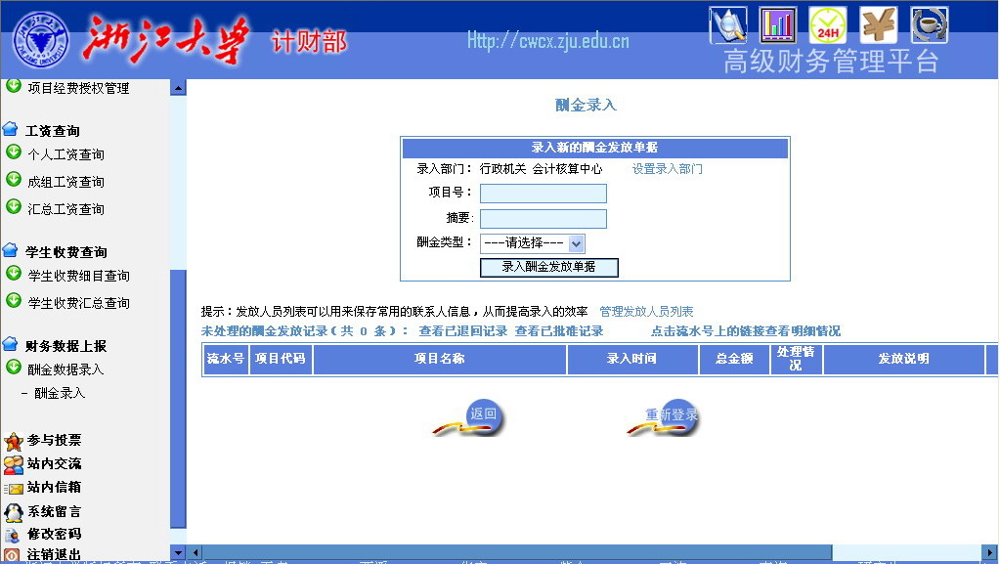 浙江大学 计财部
Http://cwcx.zju.edu.cn
24H
高级财务管理平台
项目经费授权管理
工资查询
个人工资查询
成组工资查询
汇总工资查询
学生收费查询
学生收费细目查询
学生收费汇总查询
财务数据上报
酬金数据录入
- 酬金录入
参与投票
站内交流
站内信箱
系统留言
修改密码
注销退出
酬金录入
录入新的酬金发放单据
录入部门： 行政机关 会计核算中心 设置录入部门
项目号：
摘要:
酬金类型： ---请选择---
录入酬金发放单据
提示：发放人员列表可以用来保存常用的联系人信息，从而提高录入的效率 管理发放人员列表
未处理的酬金发放记录（共 0 条）： 查看已退回记录 查看已批准记录 点击流水号上的链接查看明细情况
流水号 项目代码 项目名称 录入时间 总金额 处理情况 发放说明
返回 重新登录